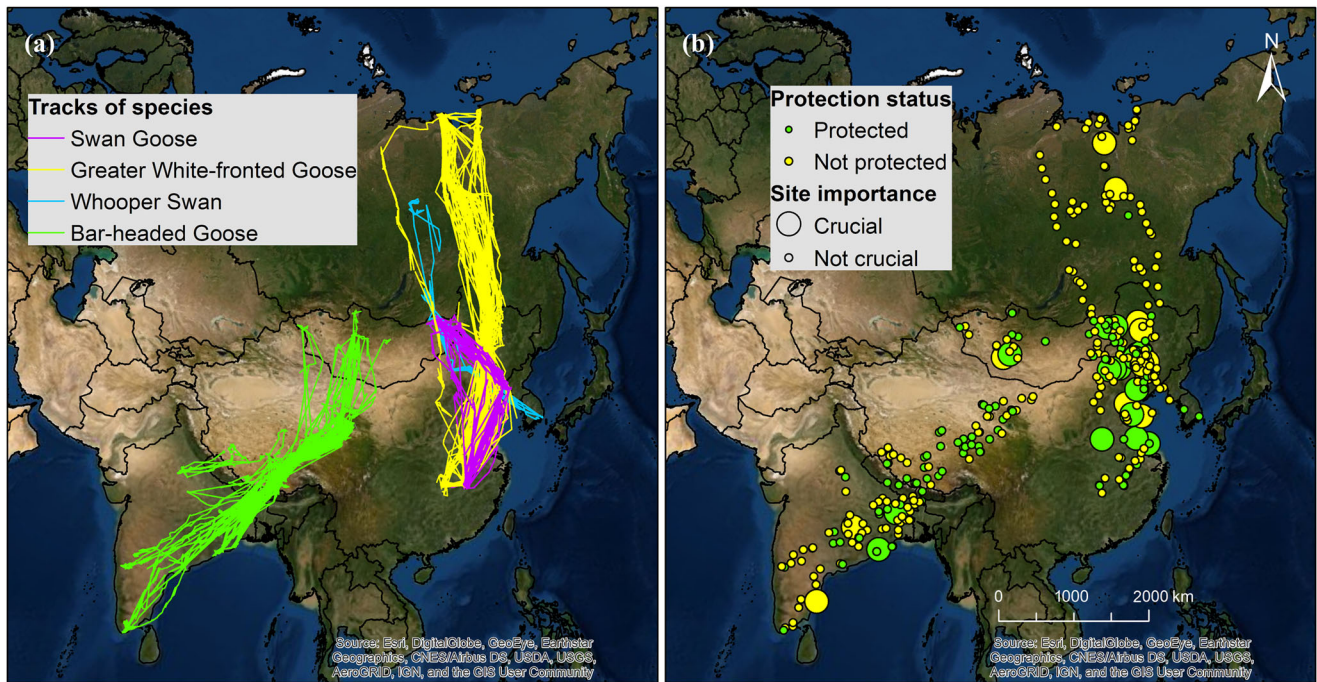 (a)
Tracks of species
Swan Goose
Greater White-fronted Goose
Whooper Swan
Bar-headed Goose
Source: Esri, DigitalGlobe, GeoEye, Earthstar
Geographics, CNES/Airbus DS, USDA, USGS,
AeroGRID, IGN, and the GIS User Community
(b)
N
Protection status
Protected
Not protected
Site importance
Crucial
Not crucial
0 1000 2000 km
Source: Esri, DigitalGlobe, GeoEye, Earthstar
Geographics, CNES/Airbus DS, USDA, USGS,
AeroGRID, IGN, and the GIS User Community